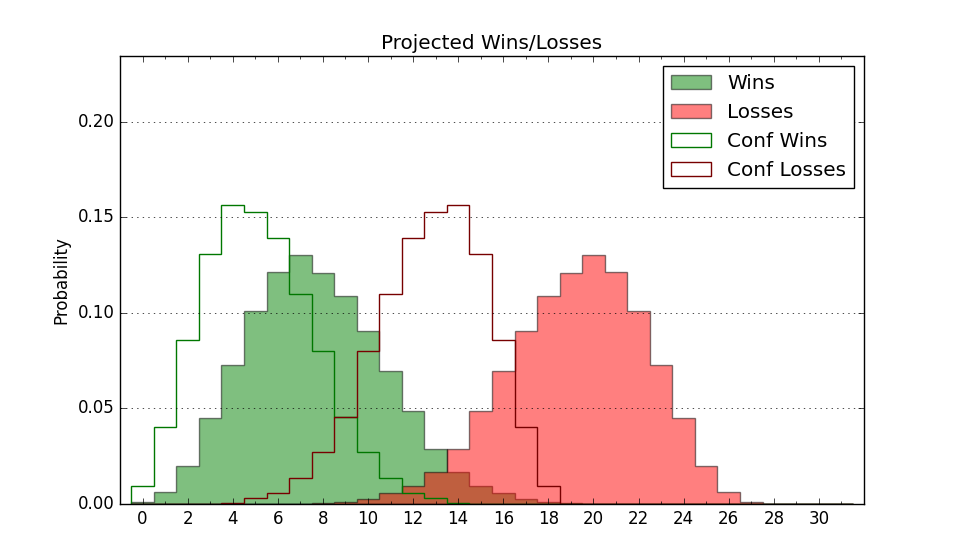 Projected Wins/Losses
Wins
Losses
Conf Wins
Conf Losses
Probability
0.20
0.15
0.10
0.05
0.00
0 2 4 6 8 10 12 14 16 18 20 22 24 26 28 30